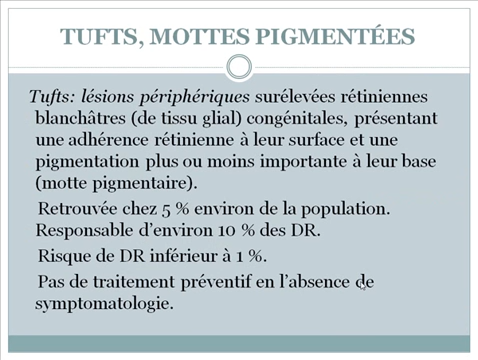 TUFTS, MOTTES PIGMENTÉES
Tufts: lésions périphériques surélevées rétiniennes
blanchâtres (de tissu glial) congénitales, présentant
une adhérence rétinienne à leur surface et une
pigmentation plus ou moins importante à leur base
(motte pigmentaire).
Retrouvée chez 5 % environ de la population.
Responsable d'environ 10 % des DR.
Risque de DR inférieur à 1 %.
Pas de traitement préventif en l'absence de
symptomatologie.